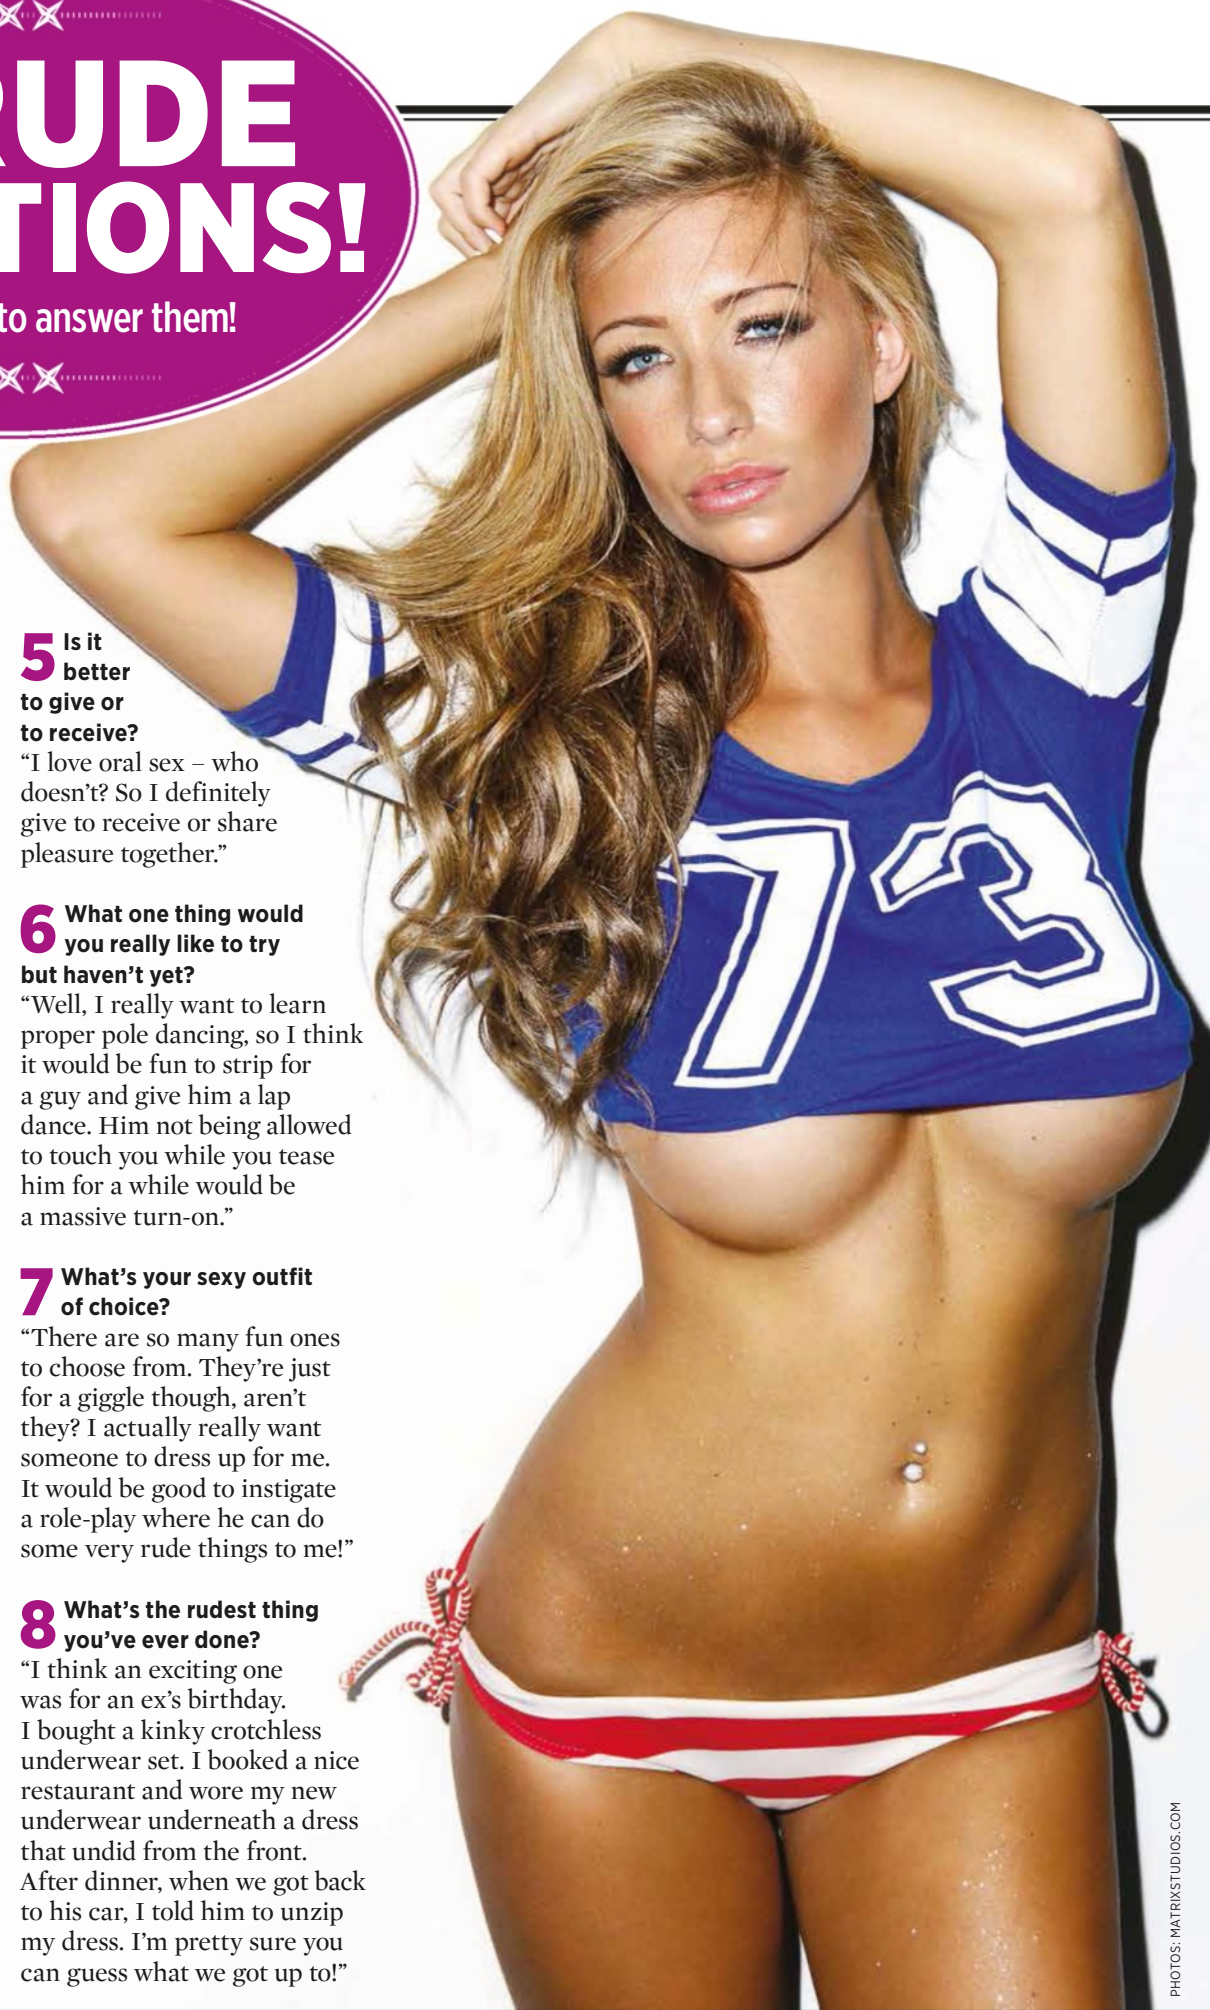 RUDE
TIONS!
to answer them!
5 Is it
better
to give or
to receive?
“I love oral sex – who
doesn’t? So I definitely
give to receive or share
pleasure together.”
6 What one thing would
you really like to try
but haven’t yet?
“Well, I really want to learn
proper pole dancing, so I think
it would be fun to strip for
a guy and give him a lap
dance. Him not being allowed
to touch you while you tease
him for a while would be
a massive turn-on.”
7 What’s your sexy outfit
of choice?
“There are so many fun ones
to choose from. They’re just
for a giggle though, aren’t
they? I actually really want
someone to dress up for me.
It would be good to instigate
a role-play where he can do
some very rude things to me!”
8 What’s the rudest thing
you’ve ever done?
“I think an exciting one
was for an ex’s birthday.
I bought a kinky crotchless
underwear set. I booked a nice
restaurant and wore my new
underwear underneath a dress
that undid from the front.
After dinner, when we got back
to his car, I told him to unzip
my dress. I’m pretty sure you
can guess what we got up to!”
73
PHOTOS: MATRIXSTUDIOS.COM